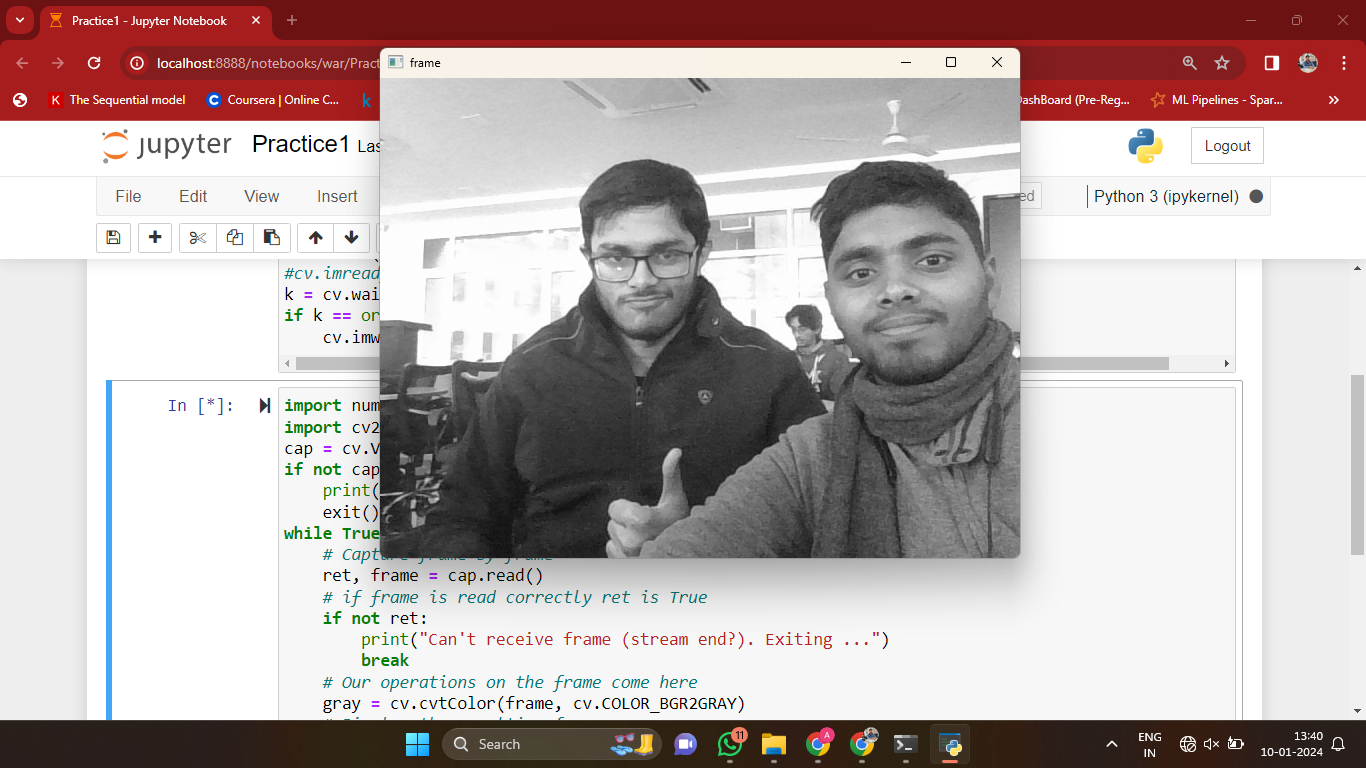 Practice1 - Jupyter Notebook
localhost:8888/notebooks/war/Pract
The Sequential model
Coursera | Online C...
k
DashBoard (Pre-Reg...
ML Pipelines - Spar...
frame
jupyter Practice1 Las
Logout
File Edit View Insert
ed
Python 3 (ipykernel)
#cv.imread
k = cv.wai
if k == or
cv.imw
In [*]:
import num
import cv2
cap = cv.V
if not cap
print(
exit()
while True
# Capture frame by frame
ret, frame = cap.read()
# if frame is read correctly ret is True
if not ret:
print("Can't receive frame (stream end?). Exiting ...")
break
# Our operations on the frame come here
gray = cv.cvtColor(frame, cv.COLOR_BGR2GRAY)
Search
11
A
ENG
IN
13:40
10-01-2024